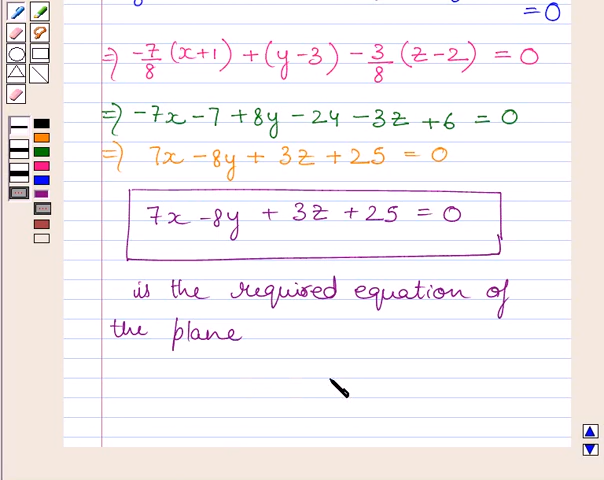 = 0
⇒ -7/8 (x+1) + (y-3) - 3/8 (z-2) = 0
⇒ -7x - 7 + 8y - 24 - 3z + 6 = 0
⇒ 7x - 8y + 3z + 25 = 0
7x - 8y + 3z + 25 = 0
is the required equation of
the plane